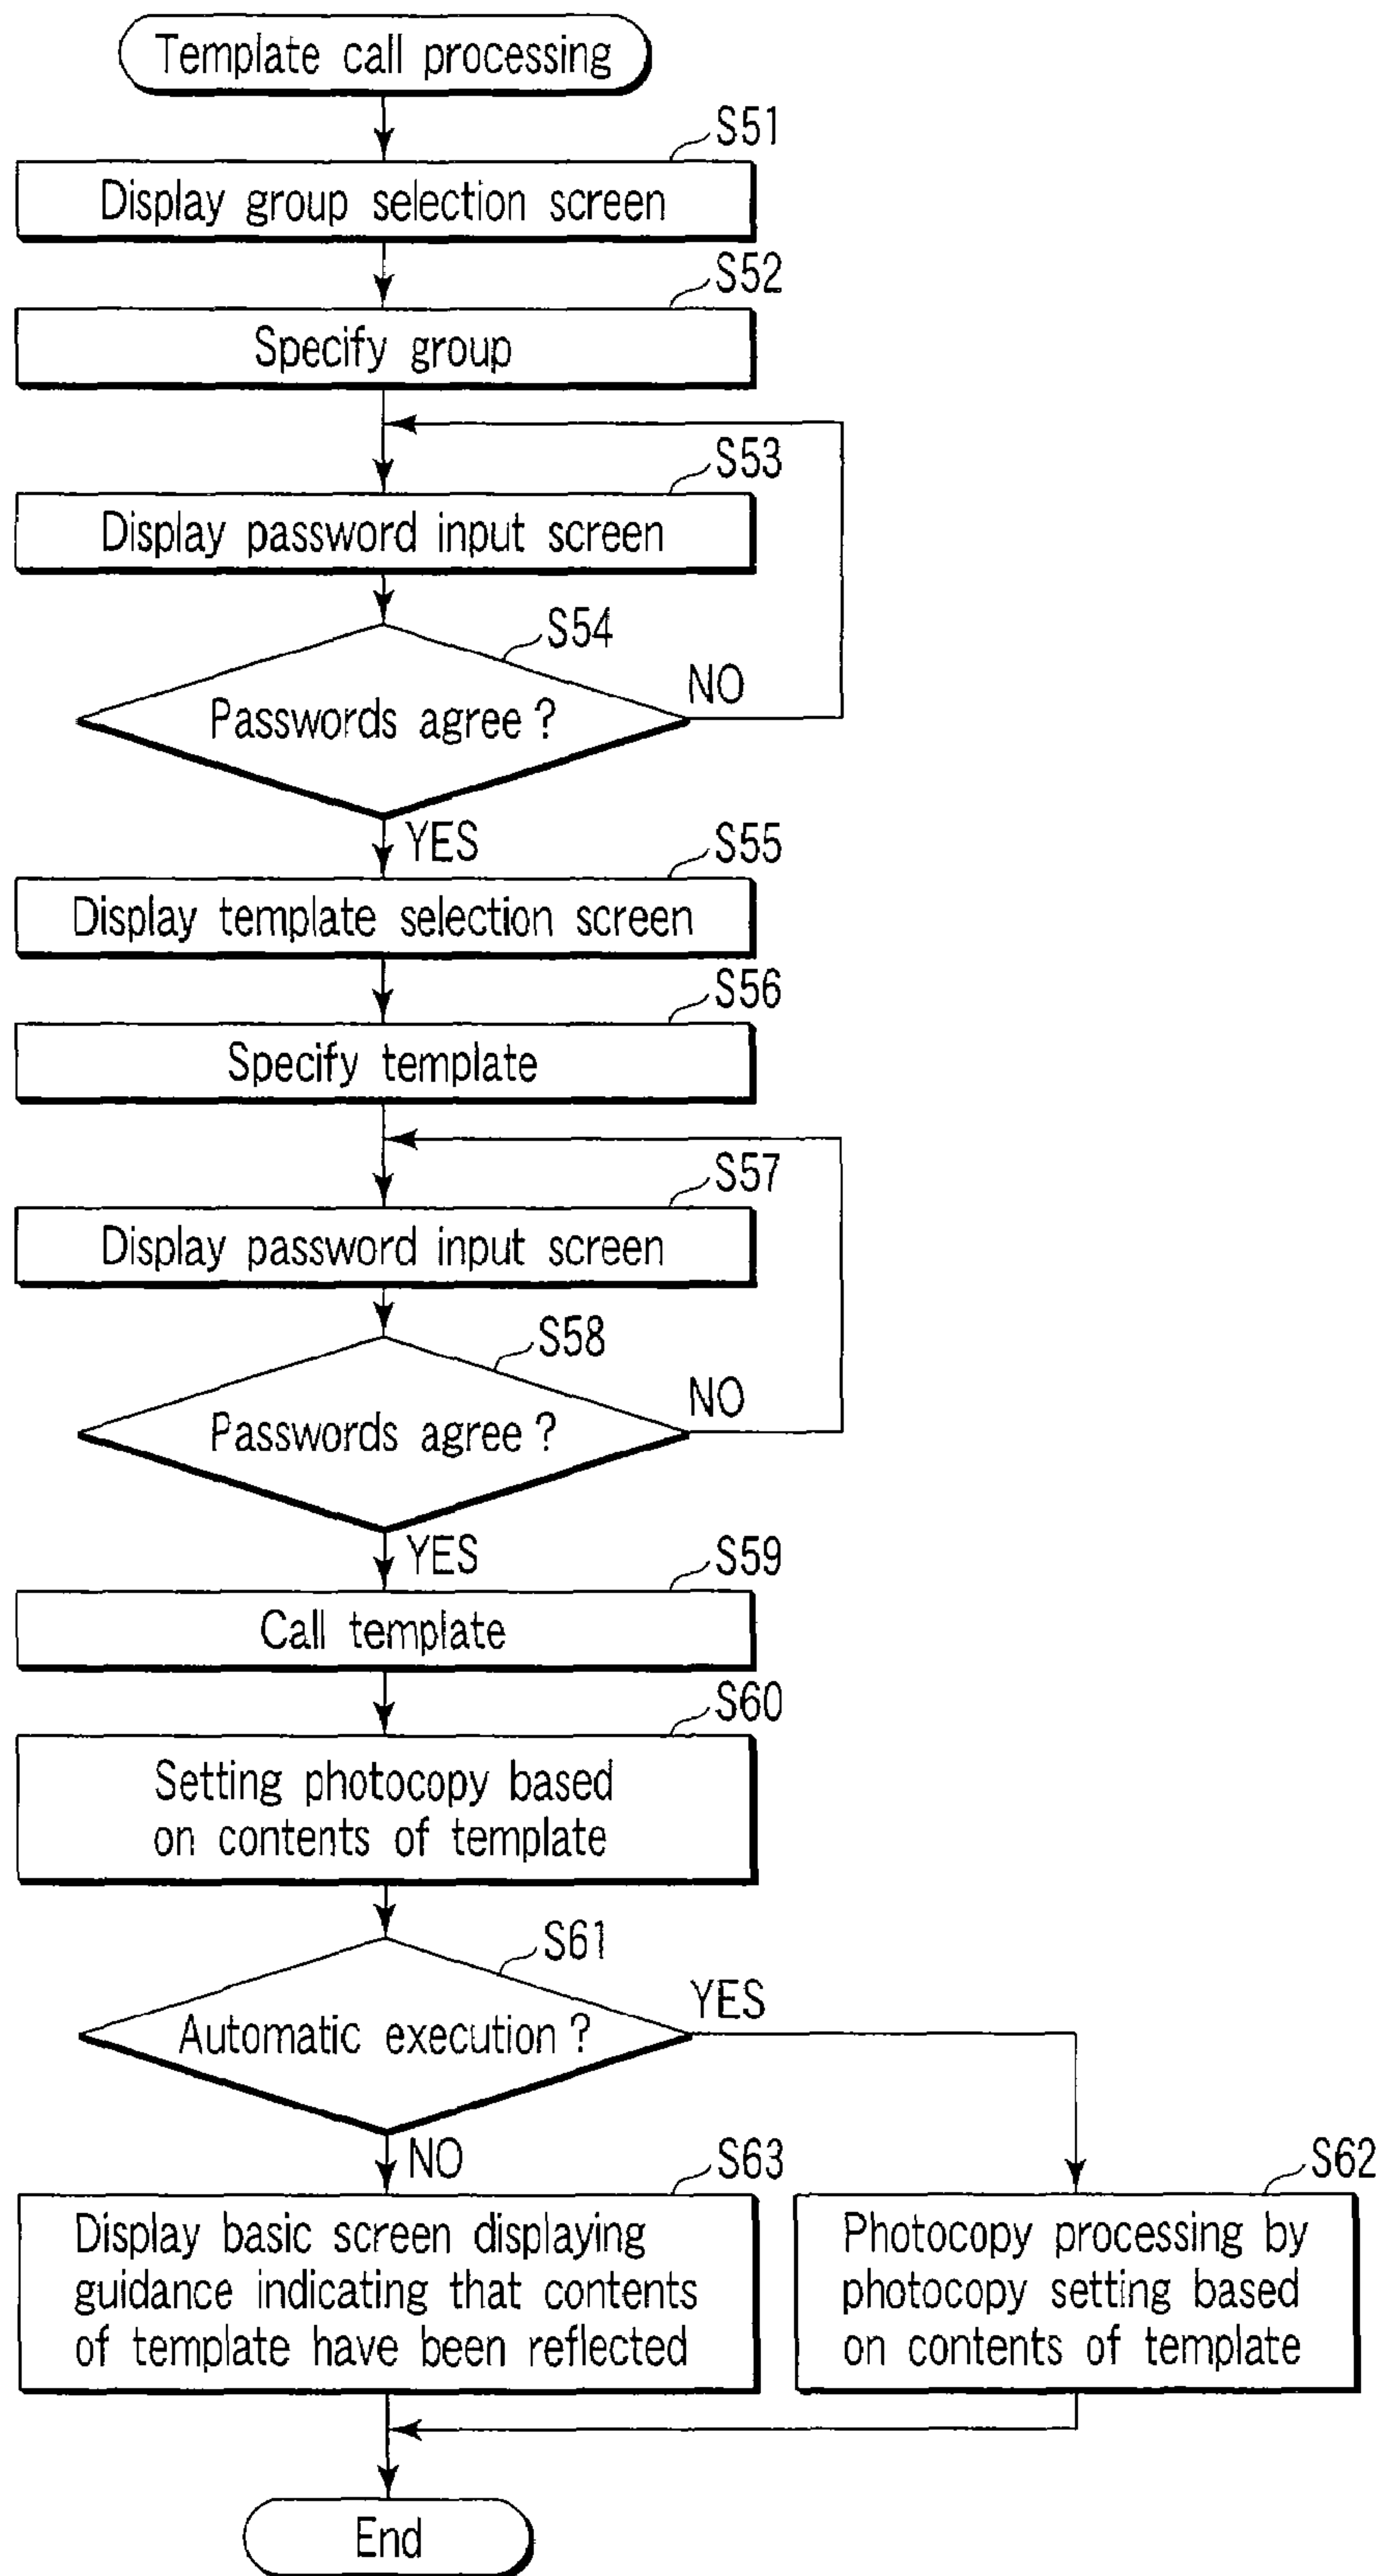 Template call processing
S51
Display group selection screen
S52
Specify group
S53
Display password input screen
S54
Passwords agree ?
NO
YES
S55
Display template selection screen
S56
Specify template
S57
Display password input screen
S58
Passwords agree ?
NO
YES
S59
Call template
S60
Setting photocopy based
on contents of template
S61
Automatic execution ?
YES
NO
S63
Display basic screen displaying
guidance indicating that contents
of template have been reflected
S62
Photocopy processing by
photocopy setting based
on contents of template
End